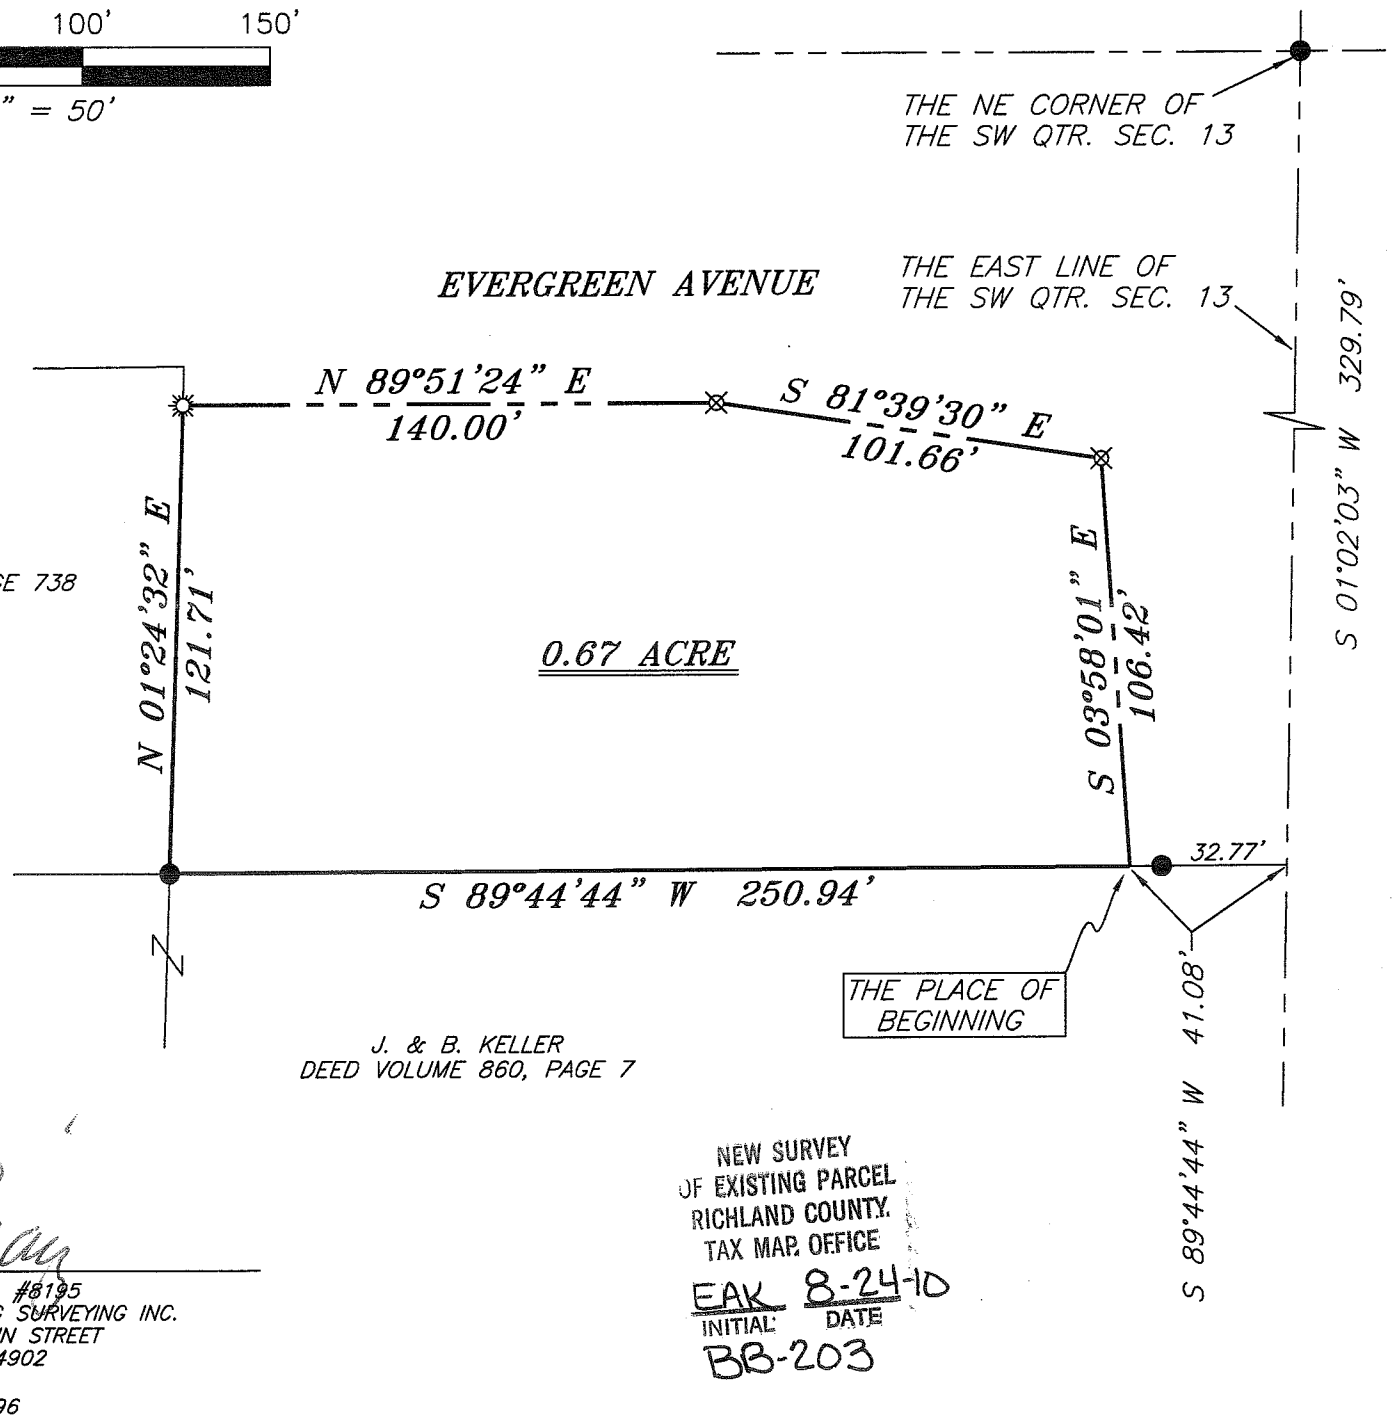 100' 150'
" = 50'
THE NE CORNER OF
THE SW QTR. SEC. 13
EVERGREEN AVENUE
THE EAST LINE OF
THE SW QTR. SEC. 13
S 01°02'03" W 329.79'
N 89°51'24" E
140.00'
S 81°39'30" E
101.66'
N 01°24'32" E
121.71'
E 738
0.67 ACRE
S 03°58'01" E
106.42'
32.77'
S 89°44'44" W 250.94'
THE PLACE OF
BEGINNING
S 89°44'44" W 41.08'
J. & B. KELLER
DEED VOLUME 860, PAGE 7
NEW SURVEY
OF EXISTING PARCEL
RICHLAND COUNTY.
TAX MAP. OFFICE
EAK 8-24-10
INITIAL DATE
BB-203
#8195
SURVEYING INC.
STREET
4902
96